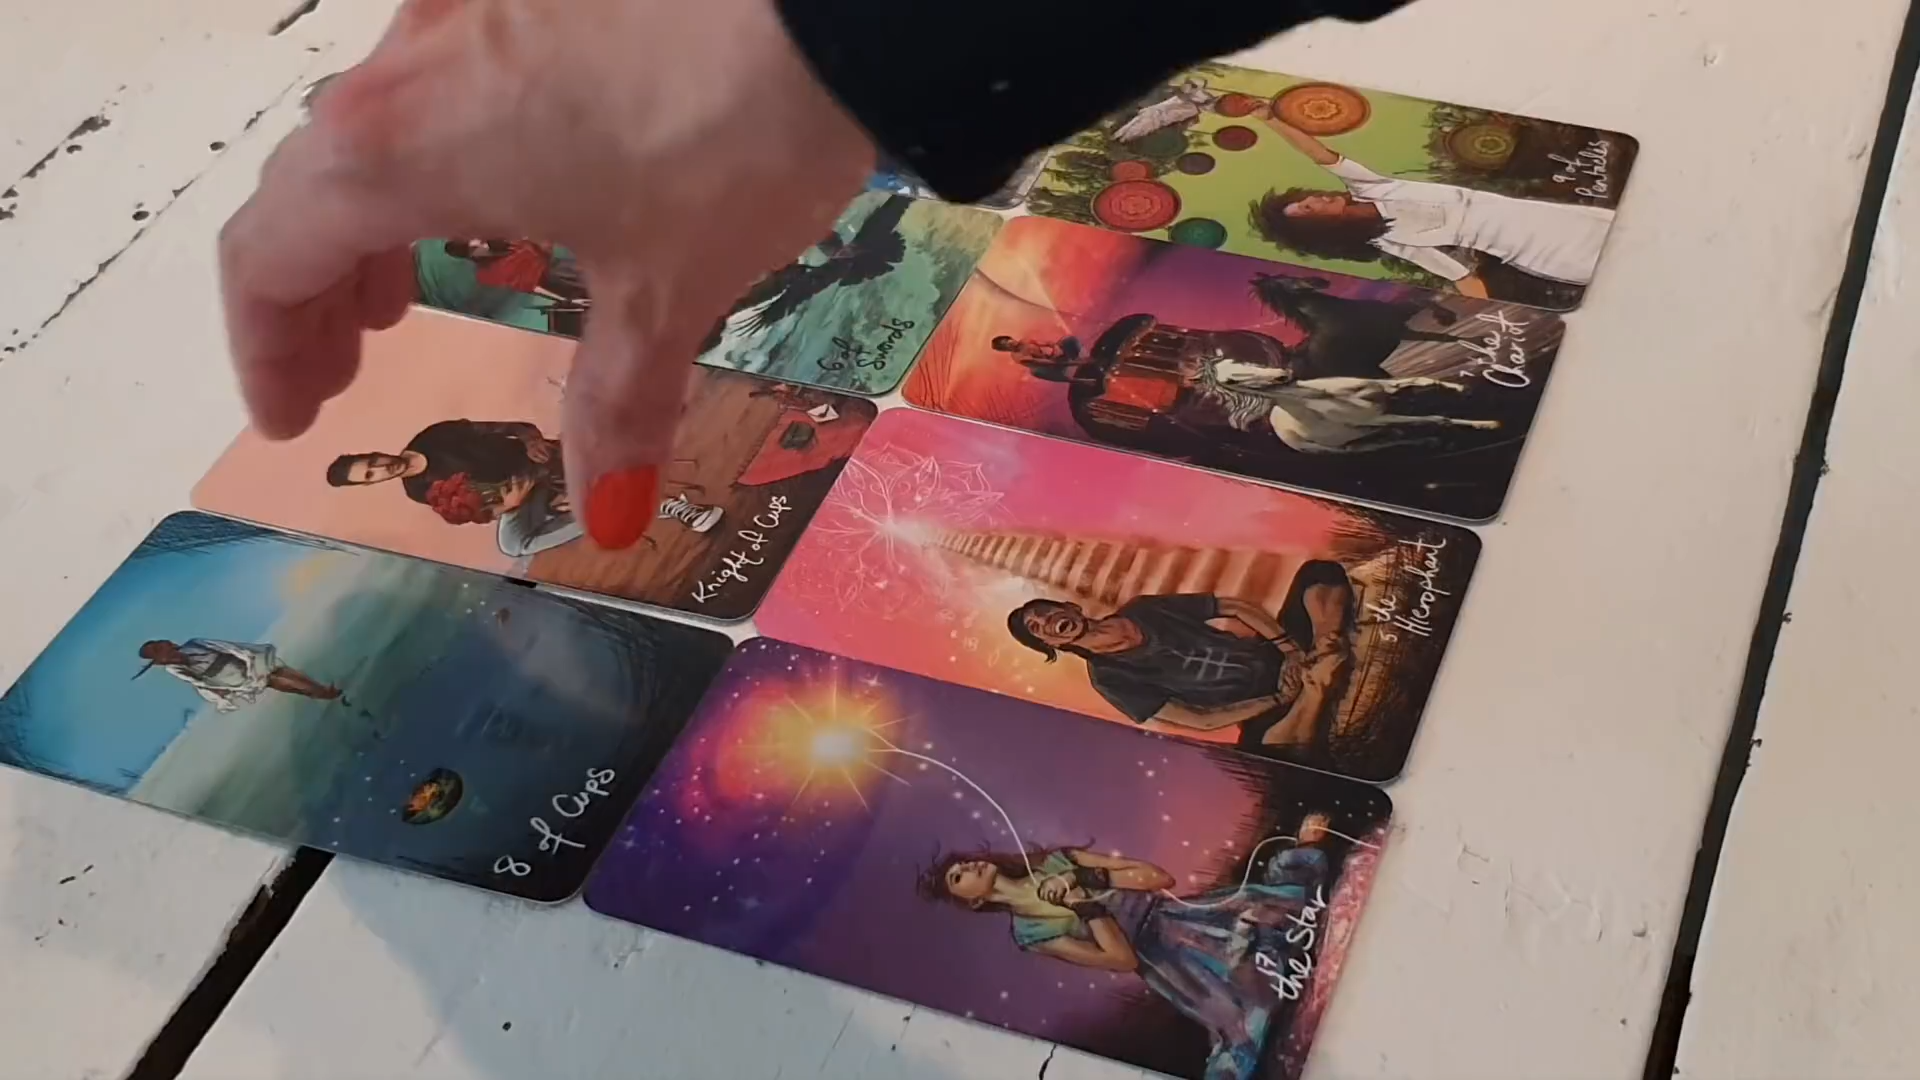 9 of
Pentacles
7 the
Chariot
6 of
Swords
Knight of Cups
5 the
Hierophant
8 of Cups
17
the Star